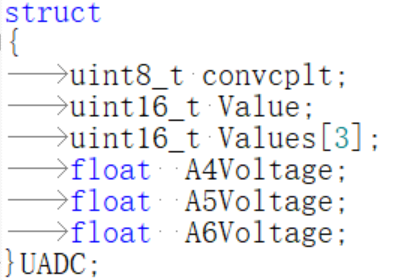 struct
{
uint8_t convcplt;
uint16_t Value;
uint16_t Values[3];
float  A4Voltage;
float  A5Voltage;
float  A6Voltage;
}UADC;